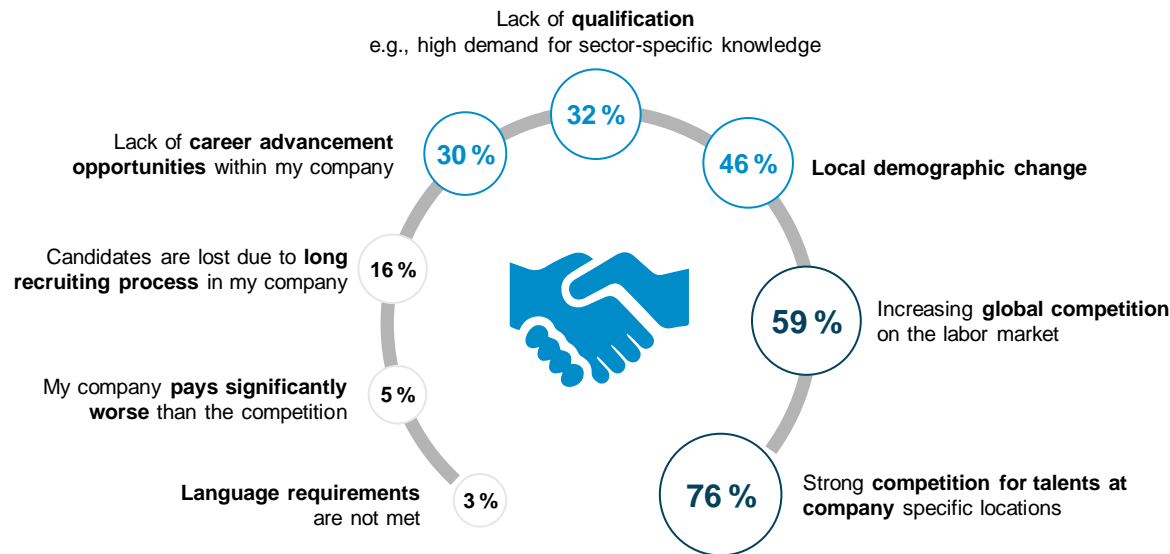 Lack of qualification
e.g., high demand for sector-specific knowledge
32 %
Lack of career advancement
opportunities within my company
30 %
46 %
Local demographic change
Candidates are lost due to long
recruiting process in my company
16 %
59 %
Increasing global competition
on the labor market
My company pays significantly
worse than the competition
5 %
Language requirements
are not met
3 %
76 %
Strong competition for talents at
company specific locations